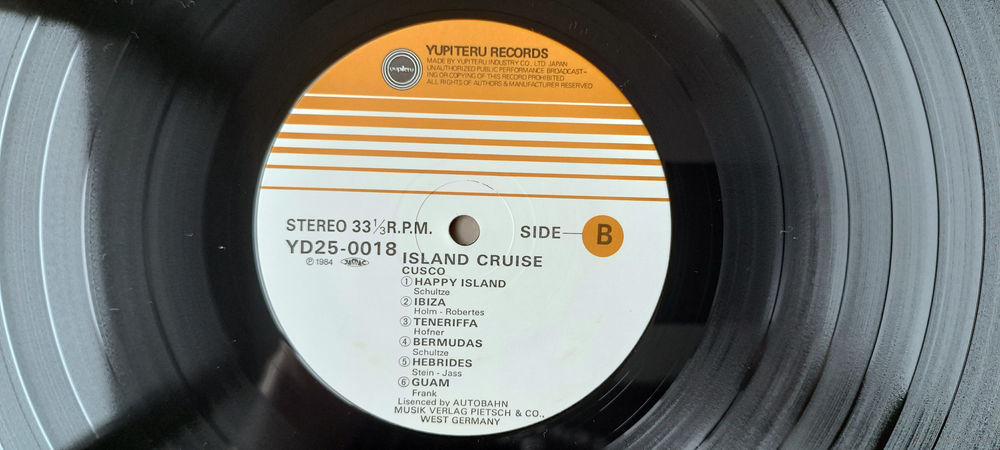 YUPITERU RECORDS
MADE BY YUPITERU INDUSTRY CO., LTD. JAPAN
UNAUTHORIZED PUBLIC PERFORMANCE BROADCAST-
ING OR COPYING OF THIS RECORD PROHIBITED
ALL RIGHTS OF AUTHORS & MANUFACTURER RESERVED
yupiteru
STEREO 33 1/3 R.P.M.
SIDE B
YD25-0018
Ⓟ 1984
ISLAND CRUISE
CUSCO
① HAPPY ISLAND
Schultze
② IBIZA
Holm - Robertes
③ TENERIFFA
Hofner
④ BERMUDAS
Schultze
⑤ HEBRIDES
Stein - Jass
⑥ GUAM
Frank
Lisenced by AUTOBAHN
MUSIK VERLAG PIETSCH & CO.,
WEST GERMANY